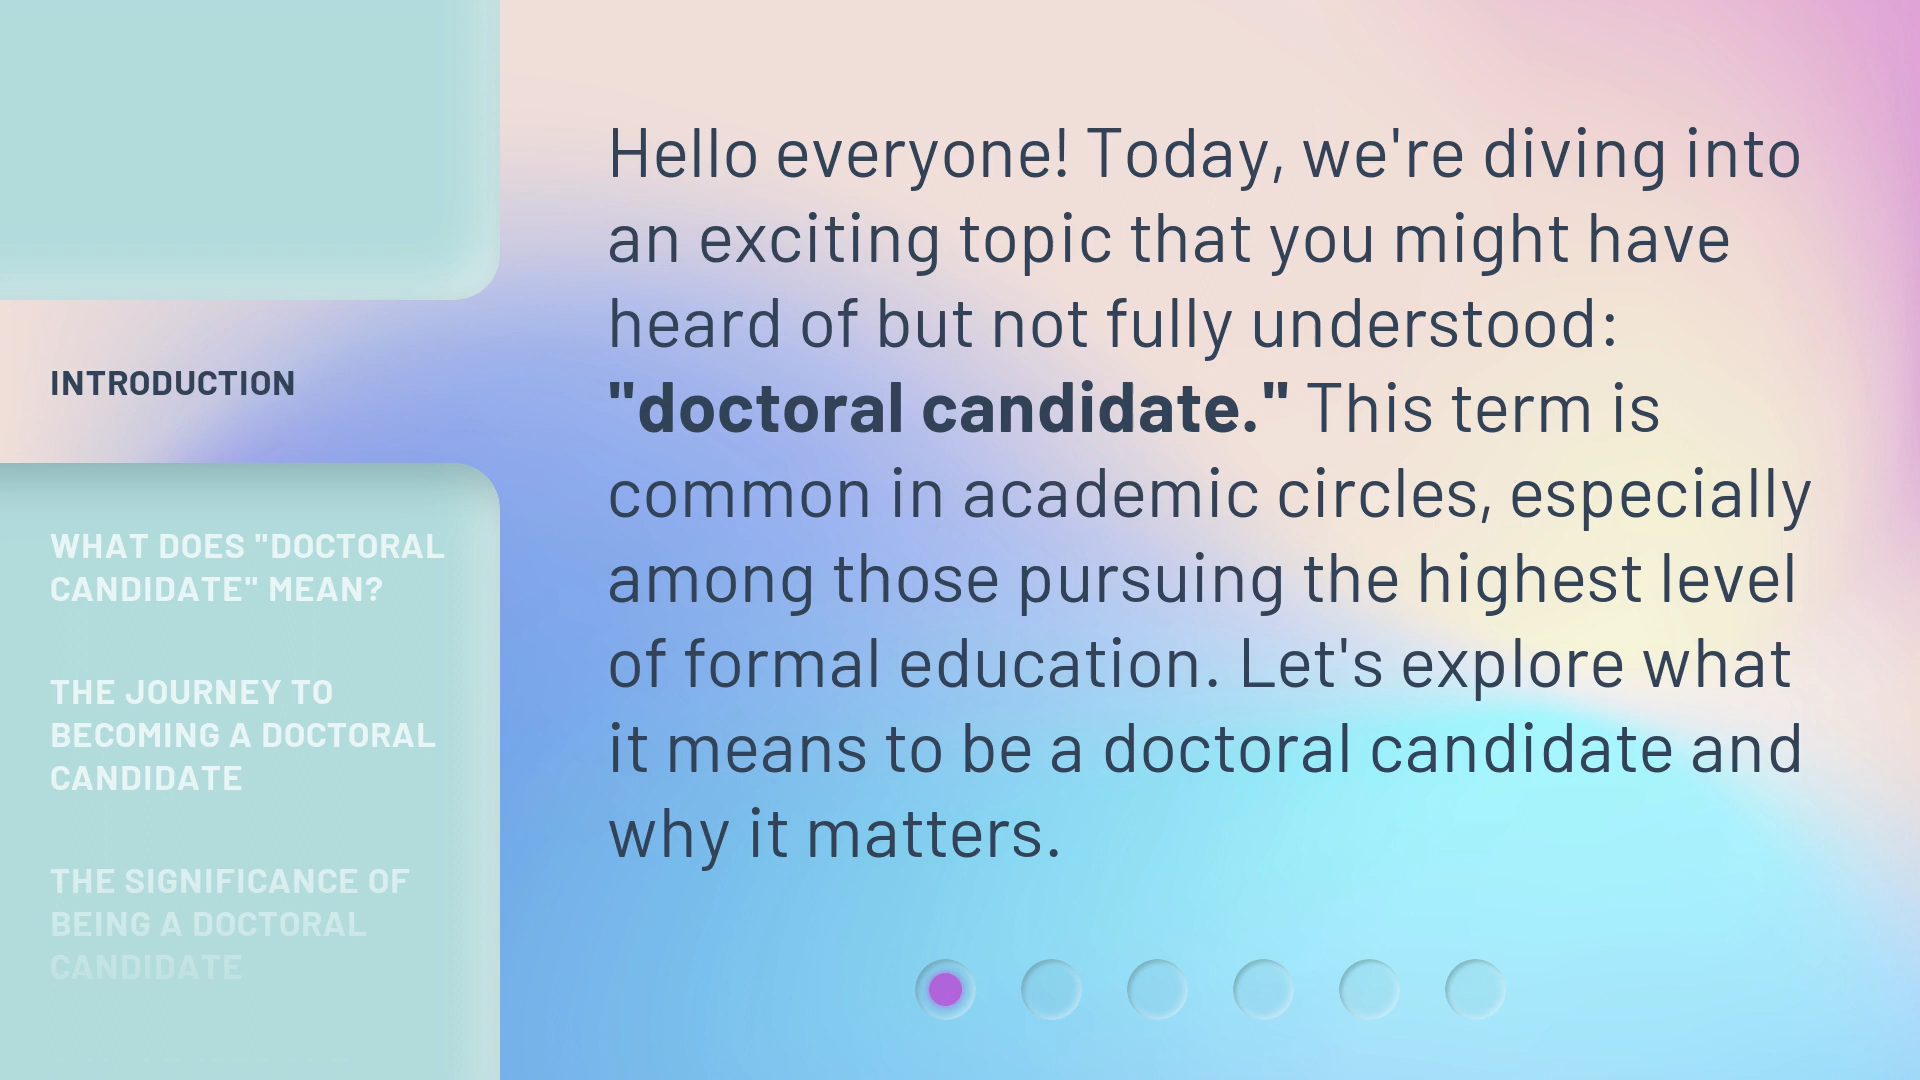 INTRODUCTION
WHAT DOES "DOCTORAL
CANDIDATE" MEAN?
THE JOURNEY TO
BECOMING A DOCTORAL
CANDIDATE
THE SIGNIFICANCE OF
BEING A DOCTORAL
CANDIDATE
Hello everyone! Today, we're diving into
an exciting topic that you might have
heard of but not fully understood:
"doctoral candidate." This term is
common in academic circles, especially
among those pursuing the highest level
of formal education. Let's explore what
it means to be a doctoral candidate and
why it matters.